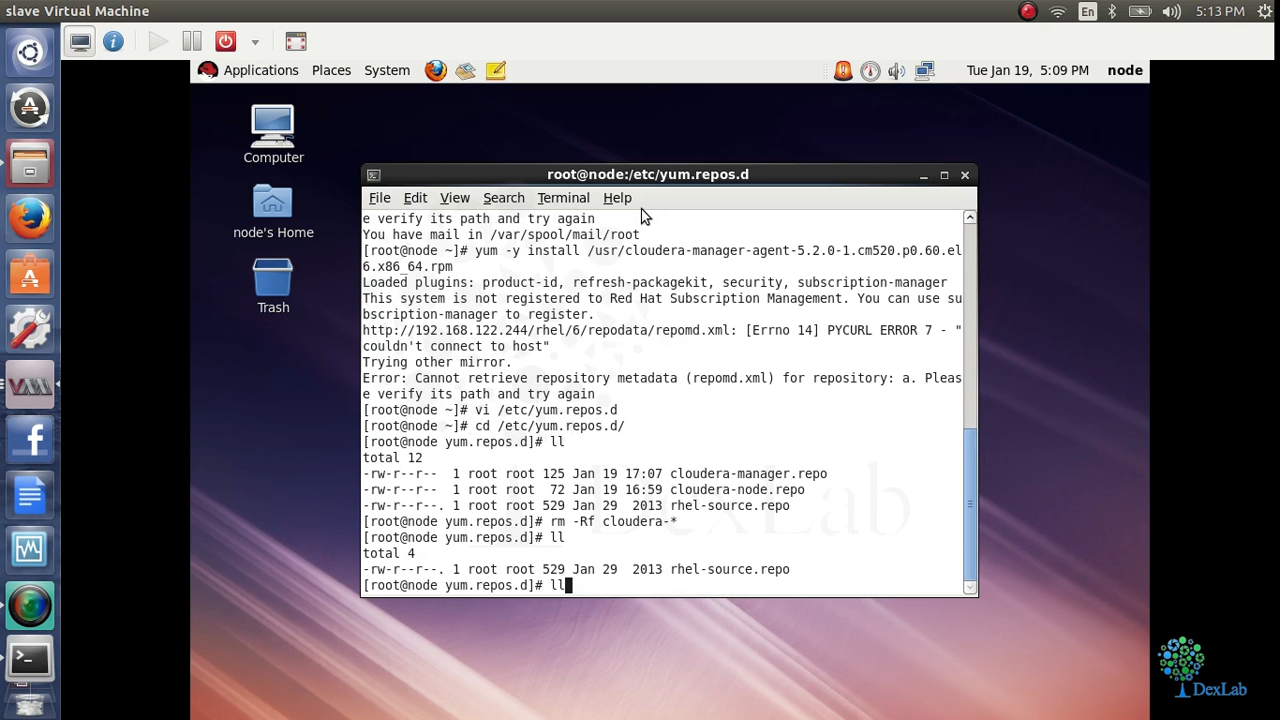 slave Virtual Machine
En
5:13 PM
Applications Places System
Tue Jan 19, 5:09 PM
node
Computer
node's Home
Trash
root@node:/etc/yum.repos.d
File Edit View Search Terminal Help
e verify its path and try again
You have mail in /var/spool/mail/root
[root@node ~]# yum -y install /usr/cloudera-manager-agent-5.2.0-1.cm520.p0.60.el
6.x86_64.rpm
Loaded plugins: product-id, refresh-packagekit, security, subscription-manager
This system is not registered to Red Hat Subscription Management. You can use su
bscription-manager to register.
http://192.168.122.244/rhel/6/repodata/repomd.xml: [Errno 14] PYCURL ERROR 7 - "
couldn't connect to host"
Trying other mirror.
Error: Cannot retrieve repository metadata (repomd.xml) for repository: a. Pleas
e verify its path and try again
[root@node ~]# vi /etc/yum.repos.d
[root@node ~]# cd /etc/yum.repos.d/
[root@node yum.repos.d]# ll
total 12
-rw-r--r--  1 root root 125 Jan 19 17:07 cloudera-manager.repo
-rw-r--r--  1 root root  72 Jan 19 16:59 cloudera-node.repo
-rw-r--r--. 1 root root 529 Jan 29  2013 rhel-source.repo
[root@node yum.repos.d]# rm -Rf cloudera-*
[root@node yum.repos.d]# ll
total 4
-rw-r--r--. 1 root root 529 Jan 29  2013 rhel-source.repo
[root@node yum.repos.d]# ll
DexLab
DexLab